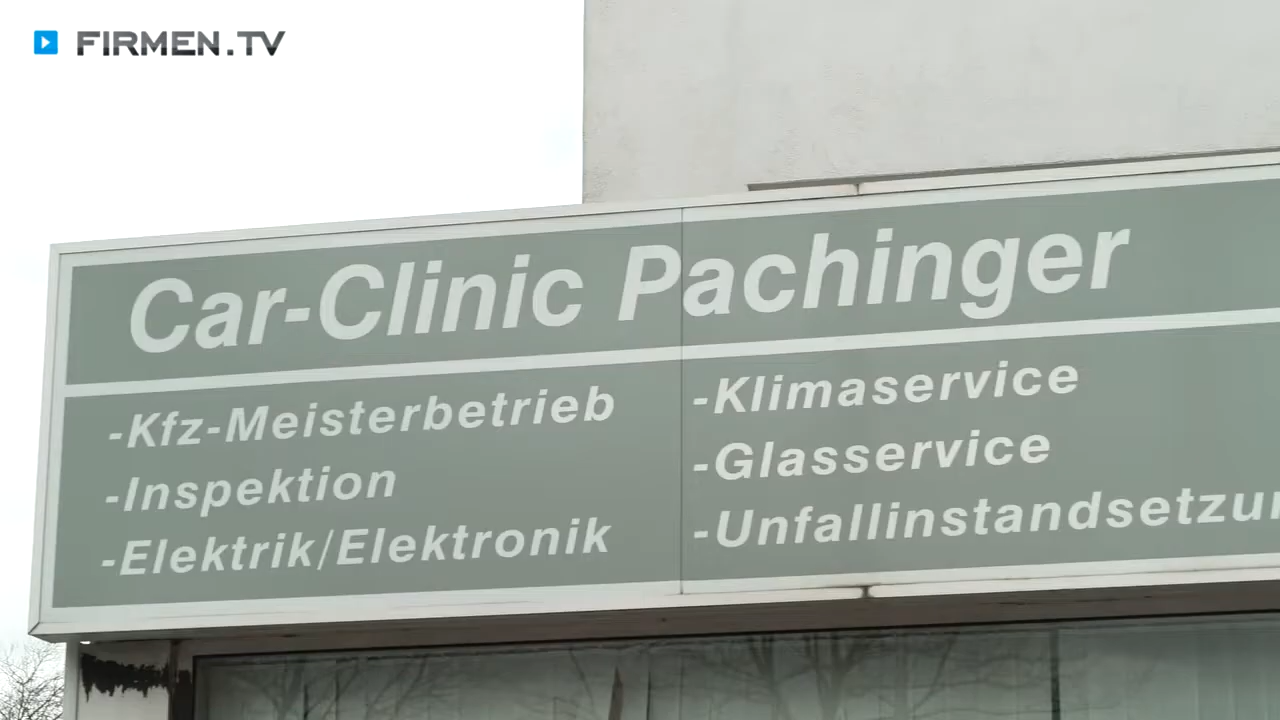 FIRMEN.TV
Car-Clinic Pachinger
-Kfz-Meisterbetrieb
-Inspektion
-Elektrik/Elektronik
-Klimaservice
-Glasservice